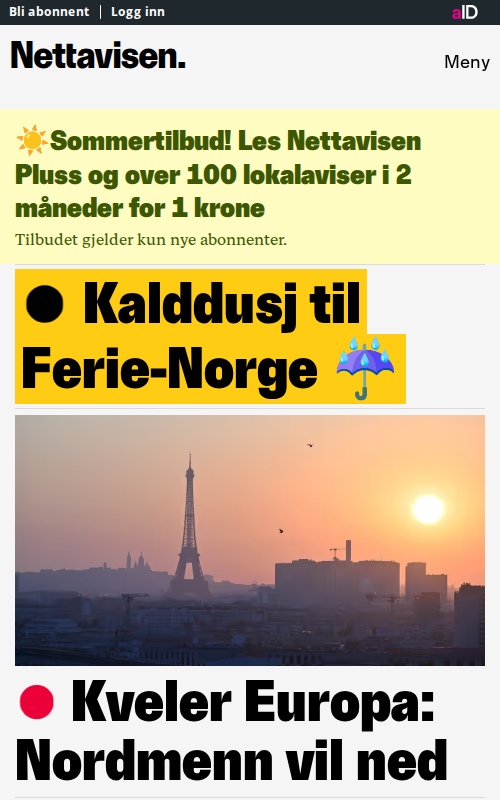 Bli abonnent | Logg inn
aID
Nettavisen.
Meny
☀️Sommertilbud! Les Nettavisen
Pluss og over 100 lokalaviser i 2
måneder for 1 krone
Tilbudet gjelder kun nye abonnenter.
Kalddusj til
Ferie-Norge ☔
Kveler Europa:
Nordmenn vil ned